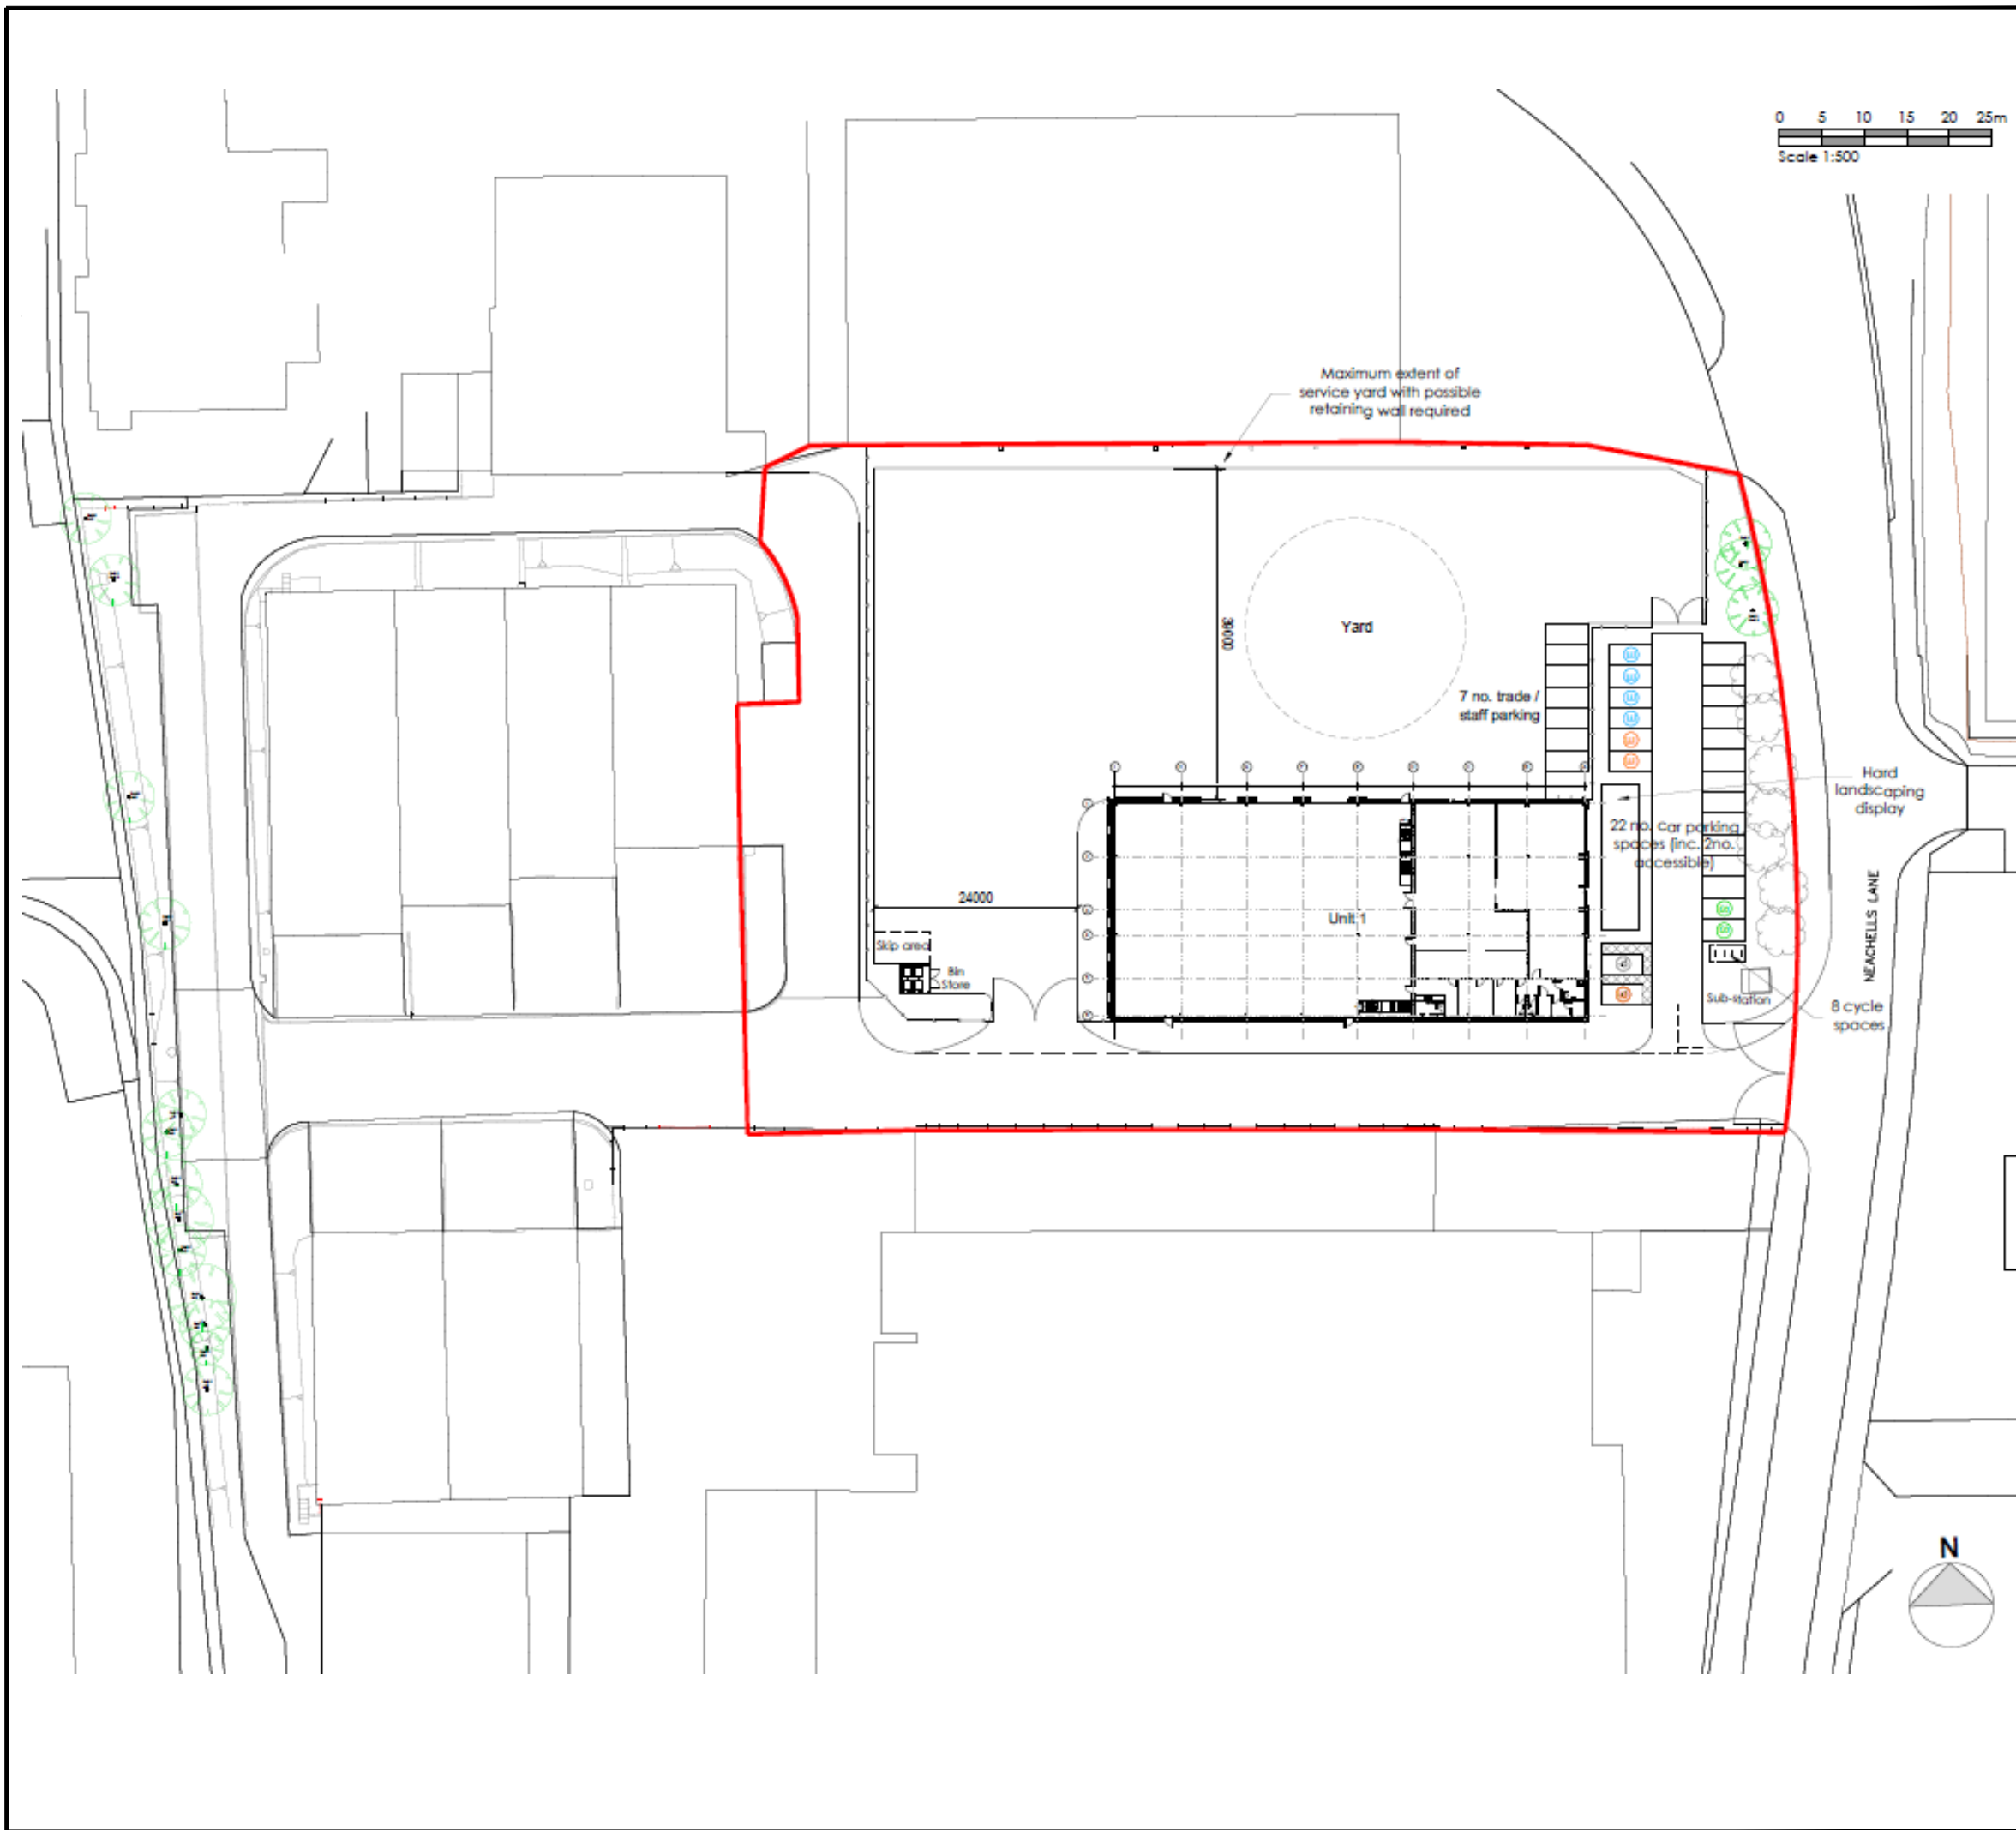 0 5 10 15 20 25m
Scale 1:500
Maximum extent of
service yard with possible
retaining wall required
39000
Yard
7 no. trade /
staff parking
Hard
landscaping
display
22 no. car parking
spaces (inc. 2no.
accessible)
24000
Unit 1
Skip area
Bin
Store
NEACHELLS LANE
Sub-station
8 cycle
spaces
N